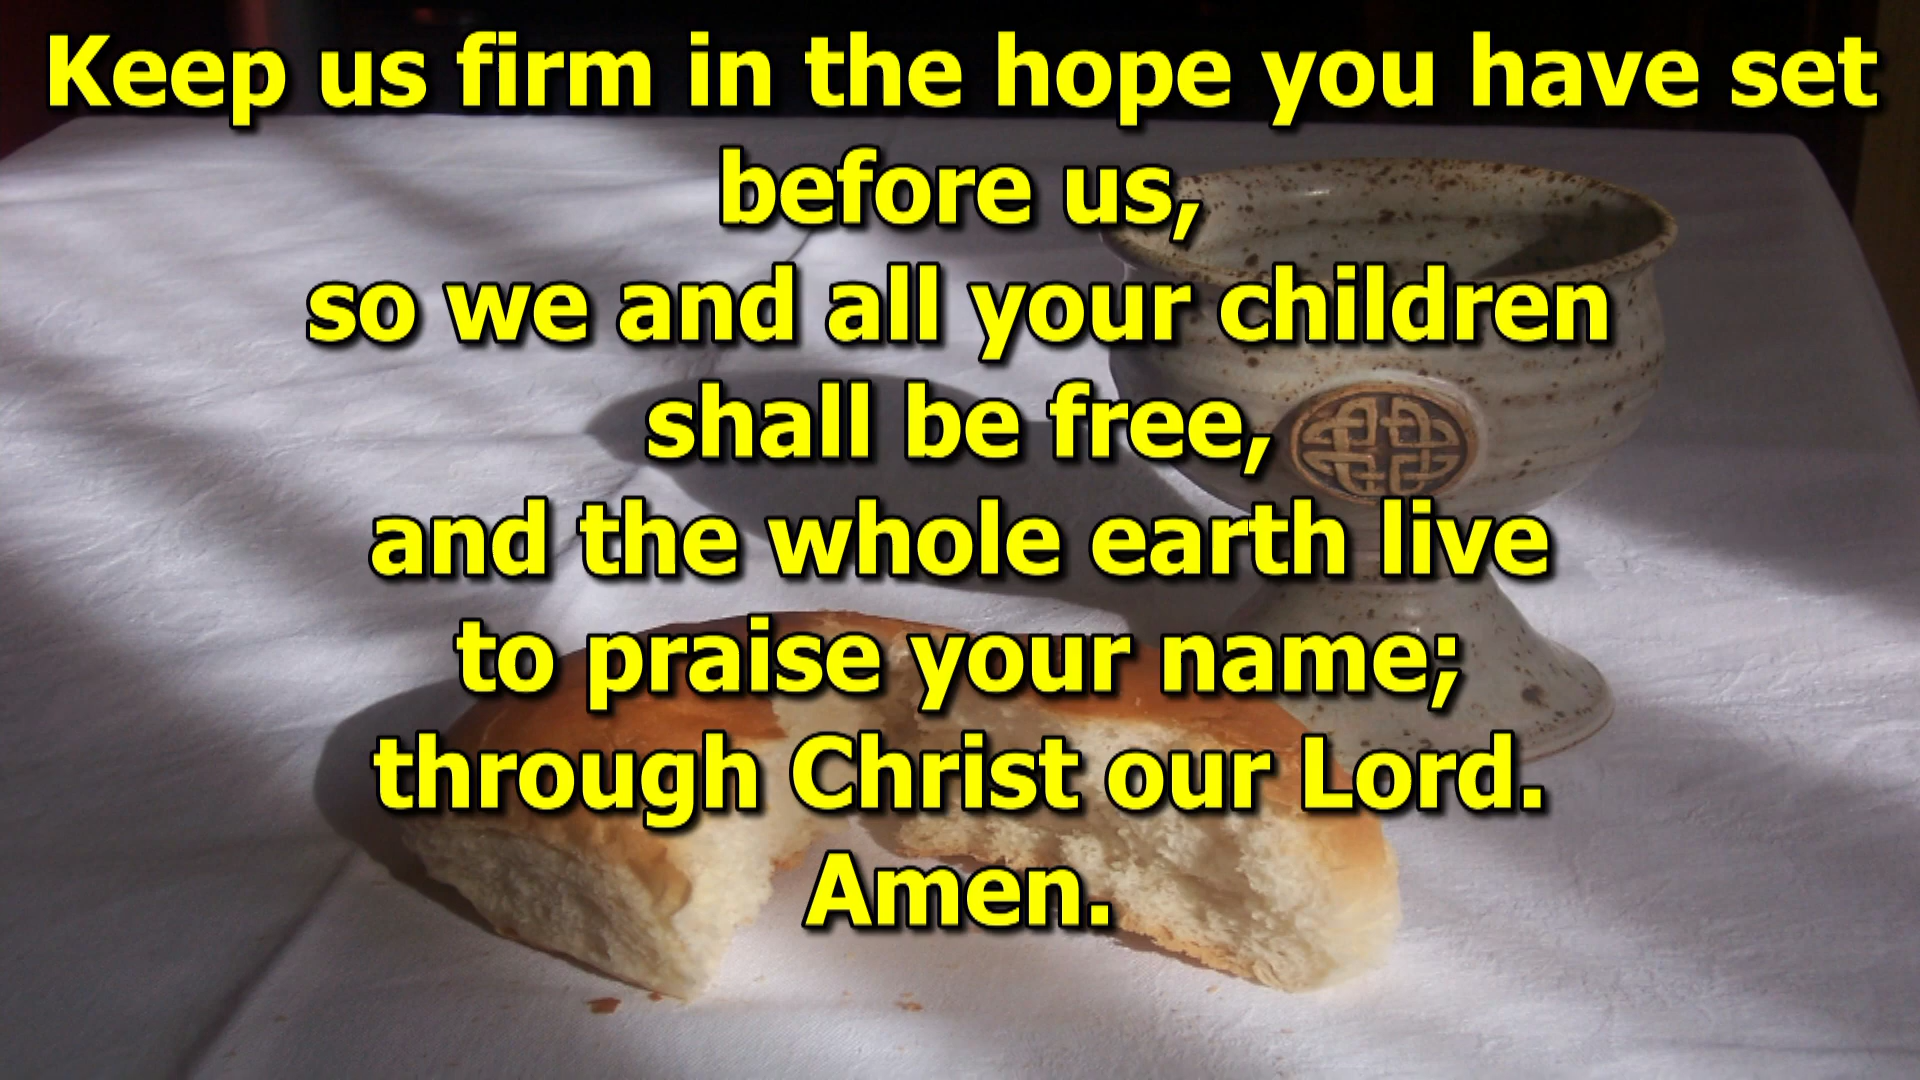 Keep us firm in the hope you have set
before us,
so we and all your children
shall be free,
and the whole earth live
to praise your name;
through Christ our Lord.
Amen.